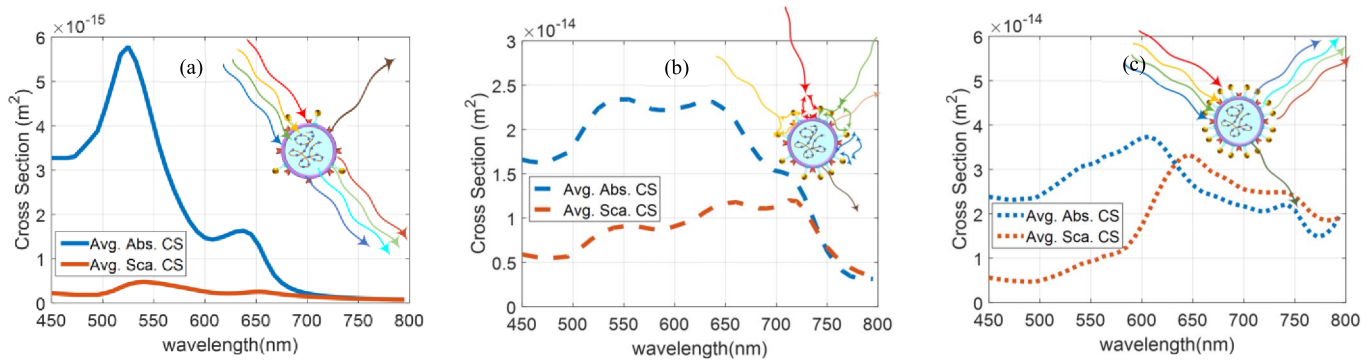 ×10⁻¹⁵
(a)
Cross Section (m²)
6
5
4
3
2
1
0
Avg. Abs. CS
Avg. Sca. CS
450 500 550 600 650 700 750 800
wavelength(nm)
×10⁻¹⁴
(b)
Cross Section (m²)
3
2.5
2
1.5
1
0.5
0
Avg. Abs. CS
Avg. Sca. CS
450 500 550 600 650 700 750 800
wavelength(nm)
×10⁻¹⁴
(c)
Cross Section (m²)
6
5
4
3
2
1
0
Avg. Abs. CS
Avg. Sca. CS
450 500 550 600 650 700 750 800
wavelength(nm)